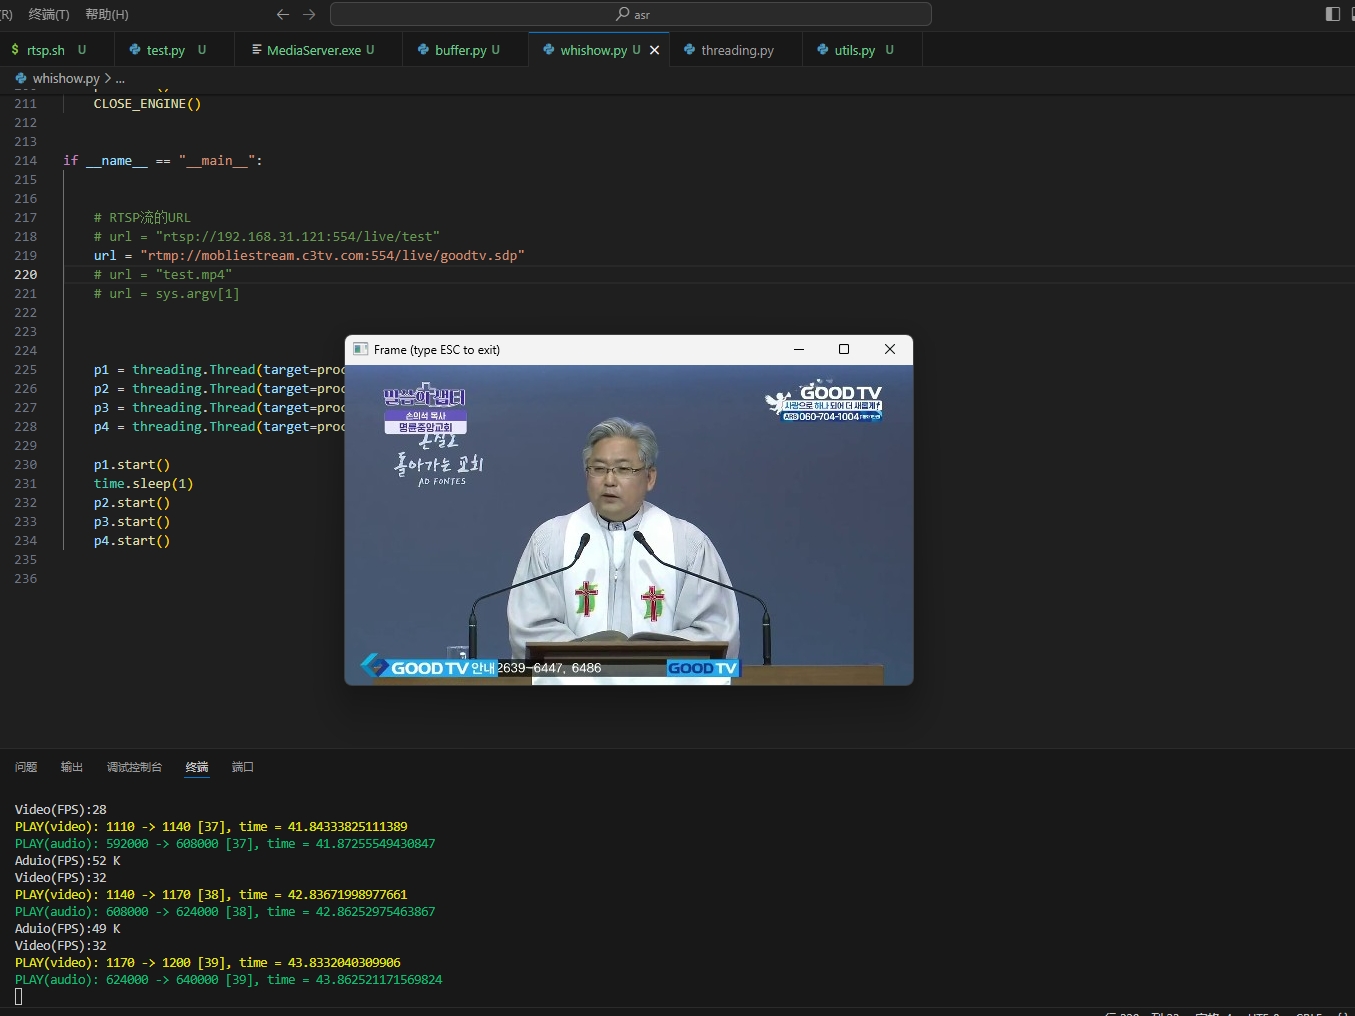 (R) 终端(T) 帮助(H)
asr
rtsp.sh U
test.py U
MediaServer.exe U
buffer.py U
whishow.py U
threading.py
utils.py U
whishow.py > ...
211 CLOSE_ENGINE()
212
213
214 if __name__ == "__main__":
215
216
217 # RTSP流的URL
218 # url = "rtsp://192.168.31.121:554/live/test"
219 url = "rtmp://mobliestream.c3tv.com:554/live/goodtv.sdp"
220 # url = "test.mp4"
221 # url = sys.argv[1]
222
223
224
225 p1 = threading.Thread(target=proc
226 p2 = threading.Thread(target=proc
227 p3 = threading.Thread(target=proc
228 p4 = threading.Thread(target=proc
229
230 p1.start()
231 time.sleep(1)
232 p2.start()
233 p3.start()
234 p4.start()
235
236
Frame (type ESC to exit)
말씀이 샘터
손의석 목사
명륜중앙교회
돌아가는 교회
AD FONTES
GOOD TV
사랑으로 하나 되어 더 새롭게
ARS 060-704-1004
GOOD TV 안내 2639-6447, 6486
GOOD TV
问题 输出 调试控制台 终端 端口
Video(FPS):28
PLAY(video): 1110 -> 1140 [37], time = 41.84333825111389
PLAY(audio): 592000 -> 608000 [37], time = 41.87255549430847
Aduio(FPS):52 K
Video(FPS):32
PLAY(video): 1140 -> 1170 [38], time = 42.83671998977661
PLAY(audio): 608000 -> 624000 [38], time = 42.86252975463867
Aduio(FPS):49 K
Video(FPS):32
PLAY(video): 1170 -> 1200 [39], time = 43.8332040309906
PLAY(audio): 624000 -> 640000 [39], time = 43.862521171569824